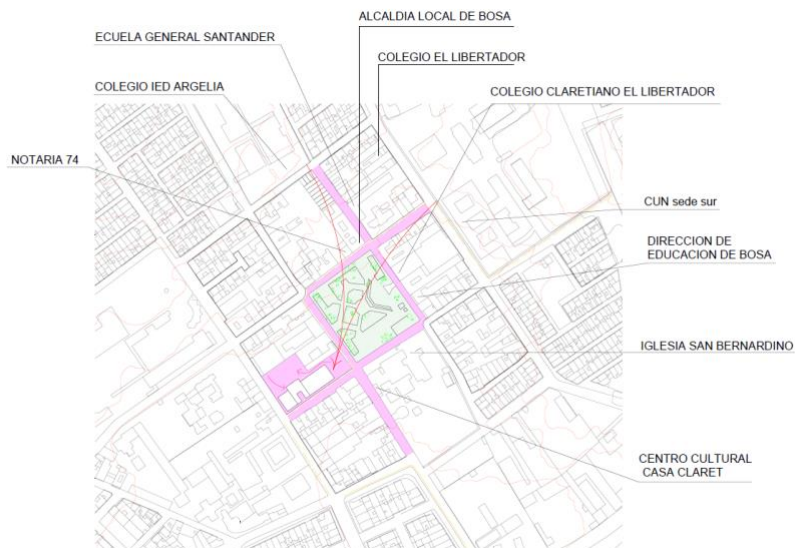 ALCALDIA LOCAL DE BOSA
ECUELA GENERAL SANTANDER
COLEGIO EL LIBERTADOR
COLEGIO IED ARGELIA
COLEGIO CLARETIANO EL LIBERTADOR
NOTARIA 74
CUN sede sur
DIRECCION DE
EDUCACION DE BOSA
IGLESIA SAN BERNARDINO
CENTRO CULTURAL
CASA CLARET